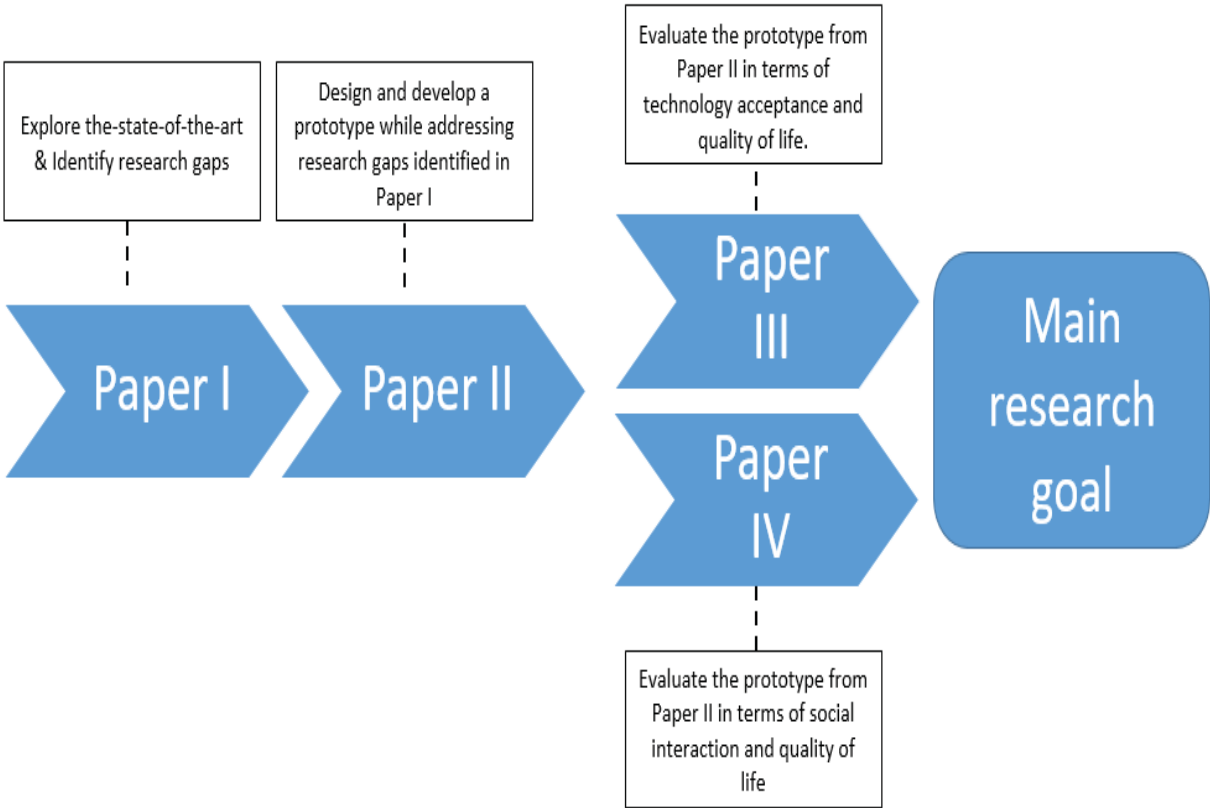 Explore the-state-of-the-art
& Identify research gaps
Design and develop a
prototype while addressing
research gaps identified in
Paper I
Evaluate the prototype from
Paper II in terms of
technology acceptance and
quality of life.
Paper I
Paper II
Paper
III
Paper
IV
Main
research
goal
Evaluate the prototype from
Paper II in terms of social
interaction and quality of
life